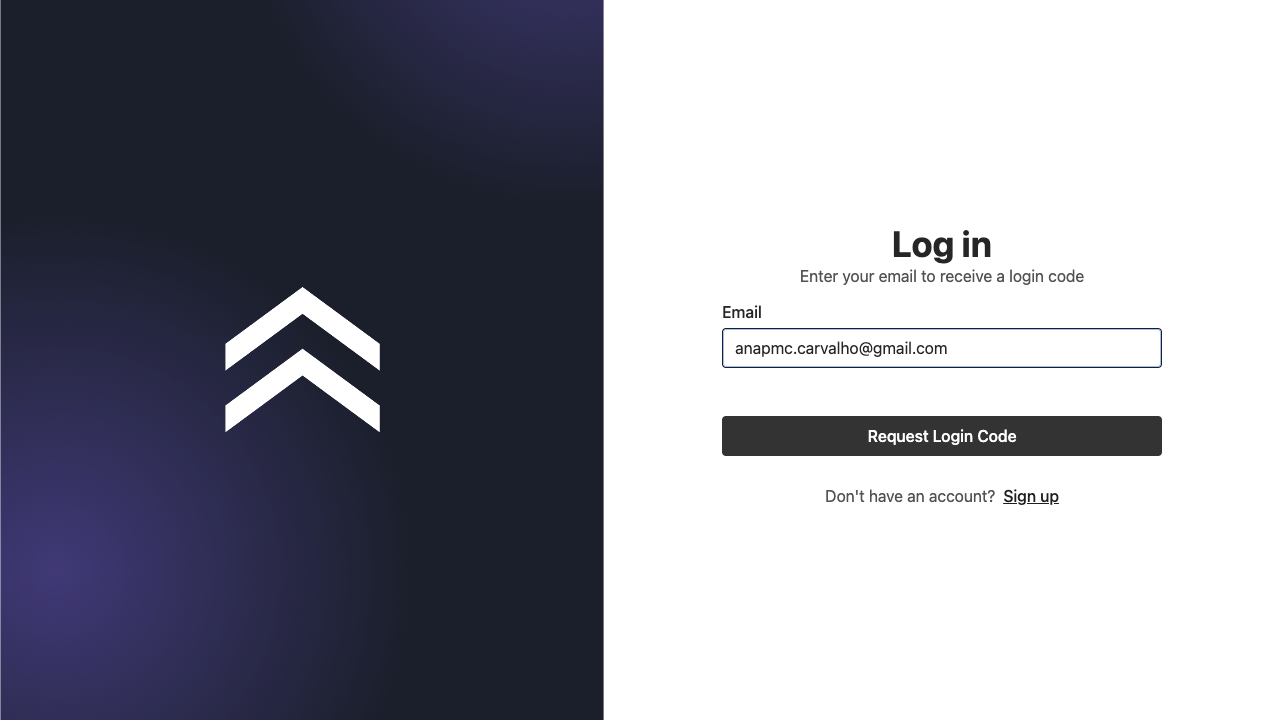 Log in
Enter your email to receive a login code
Email
anapmc.carvalho@gmail.com
Request Login Code
Don't have an account? Sign up